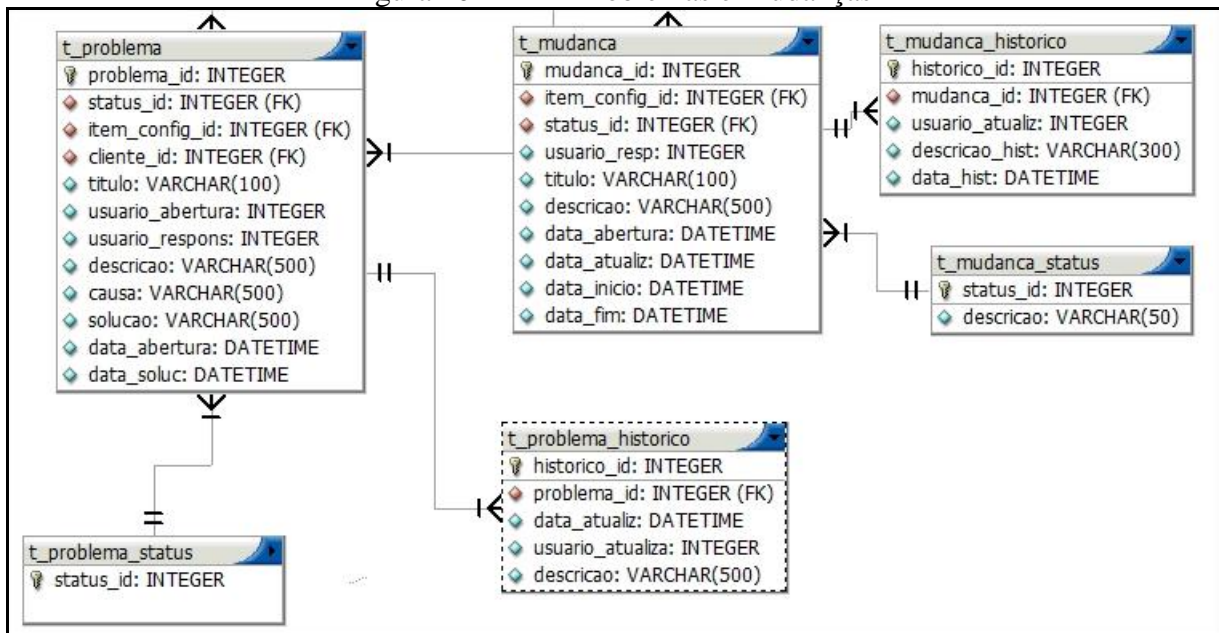 t_problema
problema_id: INTEGER
status_id: INTEGER (FK)
item_config_id: INTEGER (FK)
cliente_id: INTEGER (FK)
titulo: VARCHAR(100)
usuario_abertura: INTEGER
usuario_respons: INTEGER
descricao: VARCHAR(500)
causa: VARCHAR(500)
solucao: VARCHAR(500)
data_abertura: DATETIME
data_soluc: DATETIME
t_mudanca
mudanca_id: INTEGER
item_config_id: INTEGER (FK)
status_id: INTEGER (FK)
usuario_resp: INTEGER
titulo: VARCHAR(100)
descricao: VARCHAR(500)
data_abertura: DATETIME
data_atualiz: DATETIME
data_inicio: DATETIME
data_fim: DATETIME
t_mudanca_historico
historico_id: INTEGER
mudanca_id: INTEGER (FK)
usuario_atualiz: INTEGER
descricao_hist: VARCHAR(300)
data_hist: DATETIME
t_mudanca_status
status_id: INTEGER
descricao: VARCHAR(50)
t_problema_historico
historico_id: INTEGER
problema_id: INTEGER (FK)
data_atualiz: DATETIME
usuario_atualiza: INTEGER
descricao: VARCHAR(500)
t_problema_status
status_id: INTEGER